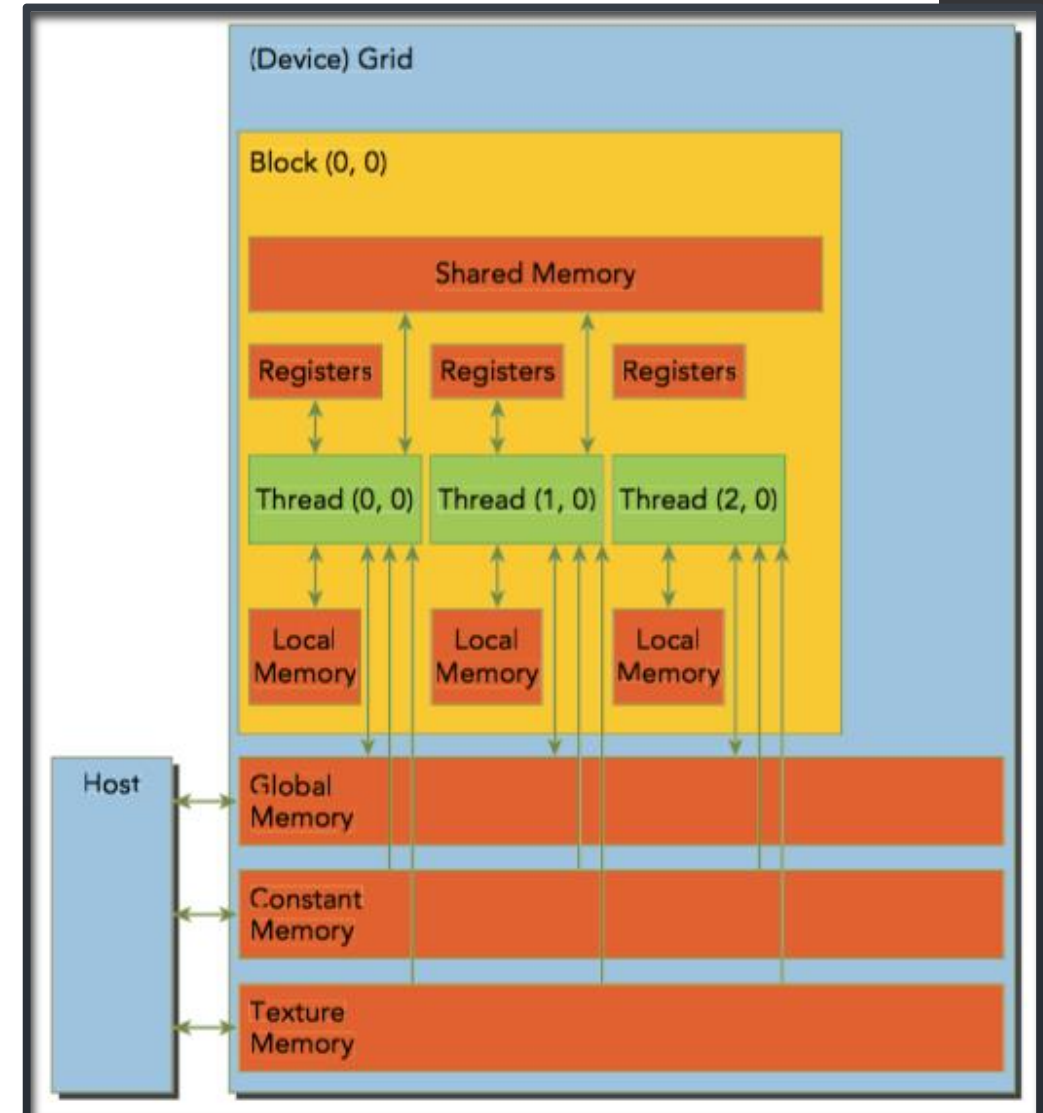 (Device) Grid
Block (0, 0)
Shared Memory
Registers Registers Registers
Thread (0, 0) Thread (1, 0) Thread (2, 0)
Local Local Local
Memory Memory Memory
Host
Global
Memory
Constant
Memory
Texture
Memory